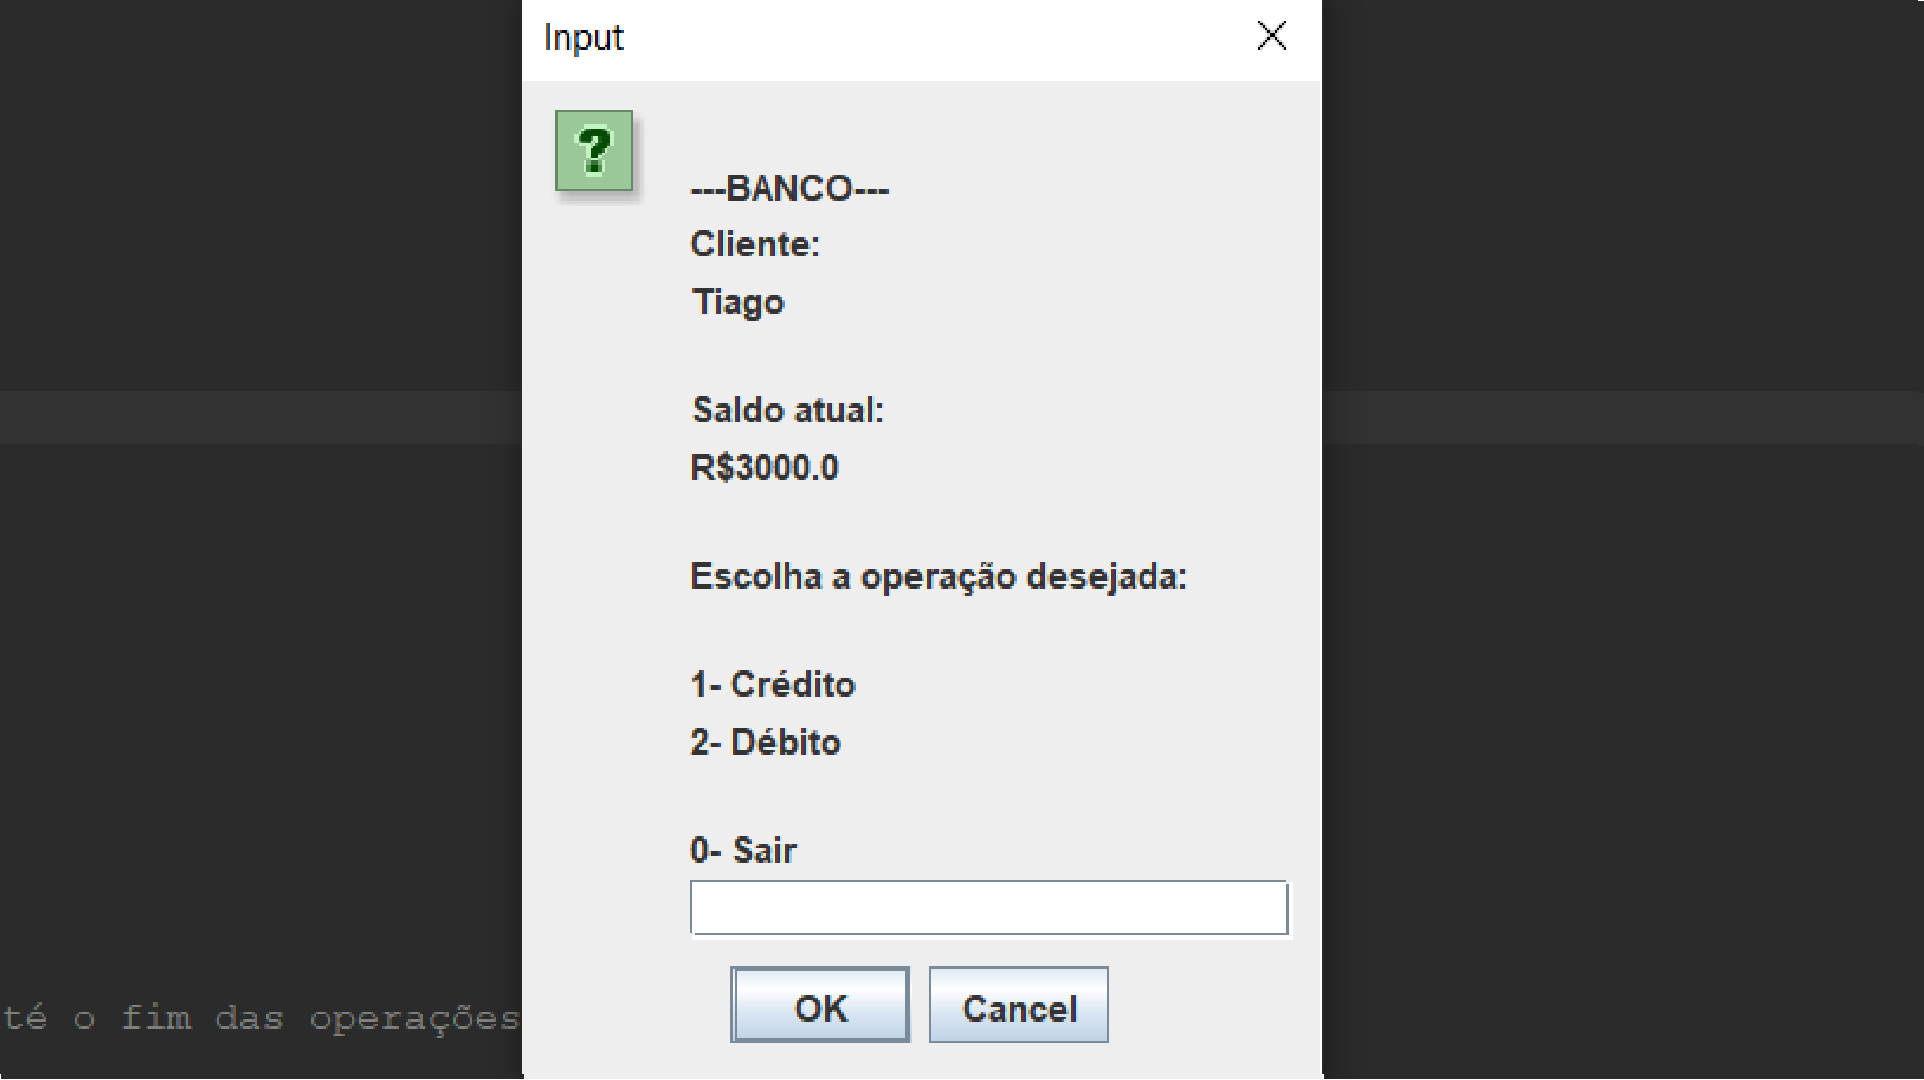 Input
?
---BANCO---
Cliente:
Tiago
Saldo atual:
R$3000.0
Escolha a operação desejada:
1- Crédito
2- Débito
0- Sair
té o fim das operações
OK
Cancel